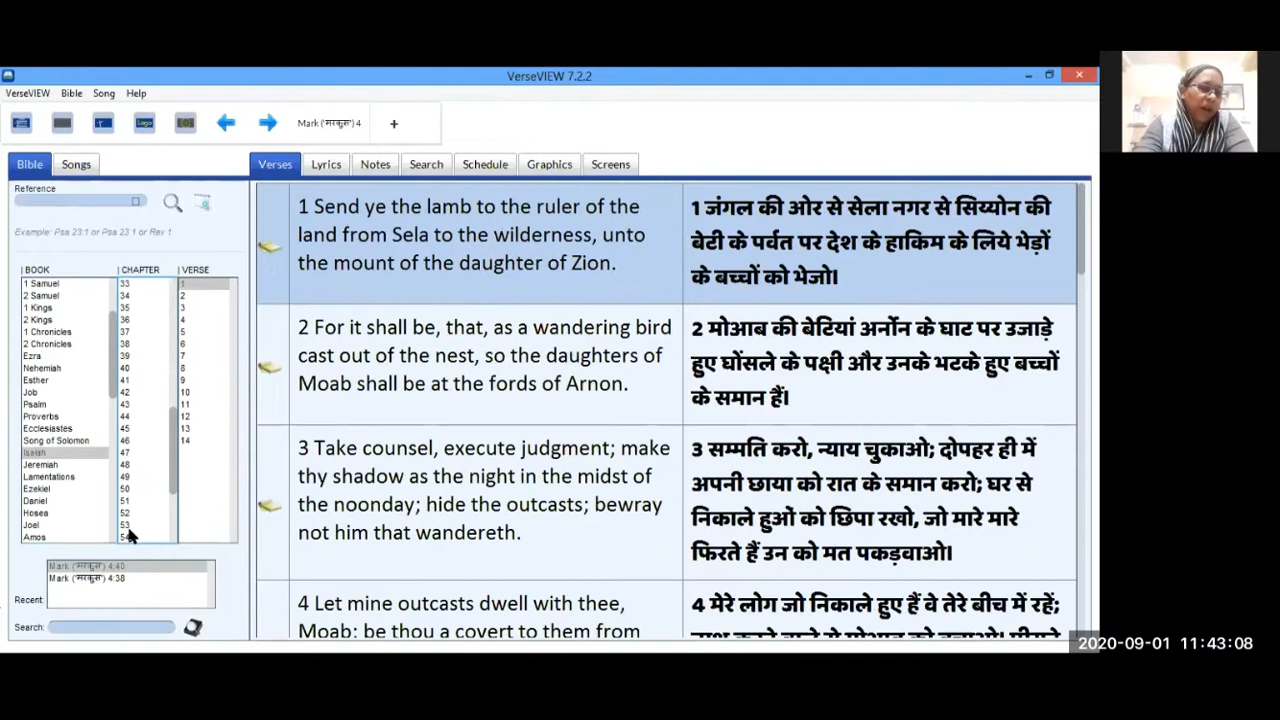 VerseVIEW 7.2.2
VerseVIEW Bible Song Help
Mark ('मरकुस') 4 +
Bible Songs
Verses Lyrics Notes Search Schedule Graphics Screens
Reference
Example: Psa 23:1 or Psa 23 1 or Rev 1
BOOK CHAPTER VERSE
1 Samuel 33 1
2 Samuel 34 2
1 Kings 35 3
2 Kings 36 4
1 Chronicles 37 5
2 Chronicles 38 6
Ezra 39 7
Nehemiah 40 8
Esther 41 9
Job 42 10
Psalm 43 11
Proverbs 44 12
Ecclesiastes 45 13
Song of Solomon 46 14
Isaiah 47
Jeremiah 48
Lamentations 49
Ezekiel 50
Daniel 51
Hosea 52
Joel 53
Amos 54
Mark ('मरकुस') 4:40
Mark ('मरकुस') 4:38
Recent:
Search:
1 Send ye the lamb to the ruler of the
land from Sela to the wilderness, unto
the mount of the daughter of Zion.
1 जंगल की ओर से सेला नगर से सिय्योन की
बेटी के पर्वत पर देश के हाकिम के लिये भेड़ों
के बच्चों को भेजो।
2 For it shall be, that, as a wandering bird
cast out of the nest, so the daughters of
Moab shall be at the fords of Arnon.
2 मोआब की बेटियां अर्नोन के घाट पर उजाड़े
हुए घोंसले के पक्षी और उनके भटके हुए बच्चों
के समान हैं।
3 Take counsel, execute judgment; make
thy shadow as the night in the midst of
the noonday; hide the outcasts; bewray
not him that wandereth.
3 सम्मति करो, न्याय चुकाओ; दोपहर ही में
अपनी छाया को रात के समान करो; घर से
निकाले हुओं को छिपा रखो, जो मारे मारे
फिरते हैं उन को मत पकड़वाओ।
4 Let mine outcasts dwell with thee,
Moab: be thou a covert to them from
4 मेरे लोग जो निकाले हुए हैं वे तेरे बीच में रहें;
2020-09-01 11:43:08